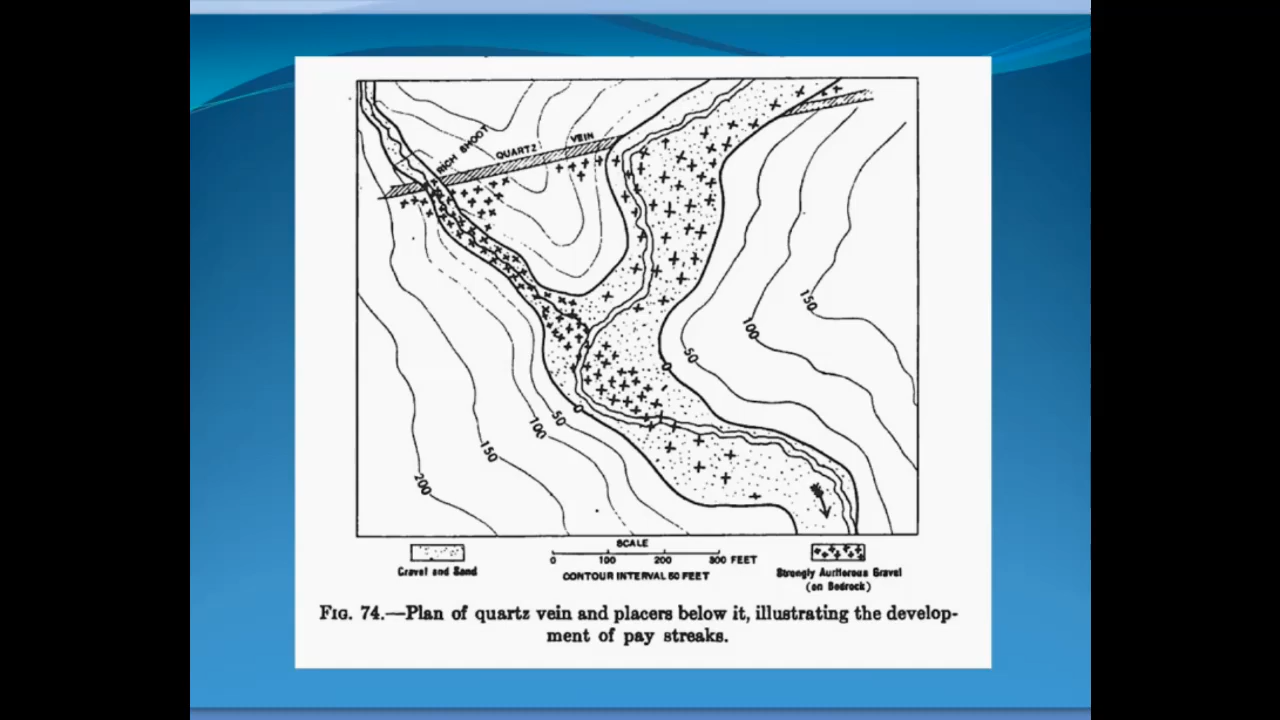 RICH SHOOT
QUARTZ VEIN
150
100
50
0
0
50
100
150
200
SCALE
0 100 200 300 FEET
CONTOUR INTERVAL 50 FEET
Gravel and Sand
Strongly Auriferous Gravel
(on Bedrock)
FIG. 74.—Plan of quartz vein and placers below it, illustrating the develop-
ment of pay streaks.